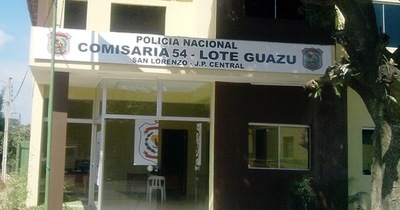 POLICIA NACIONAL
COMISARIA 54 - LOTE GUAZU
SAN LORENZO - J.P. CENTRAL